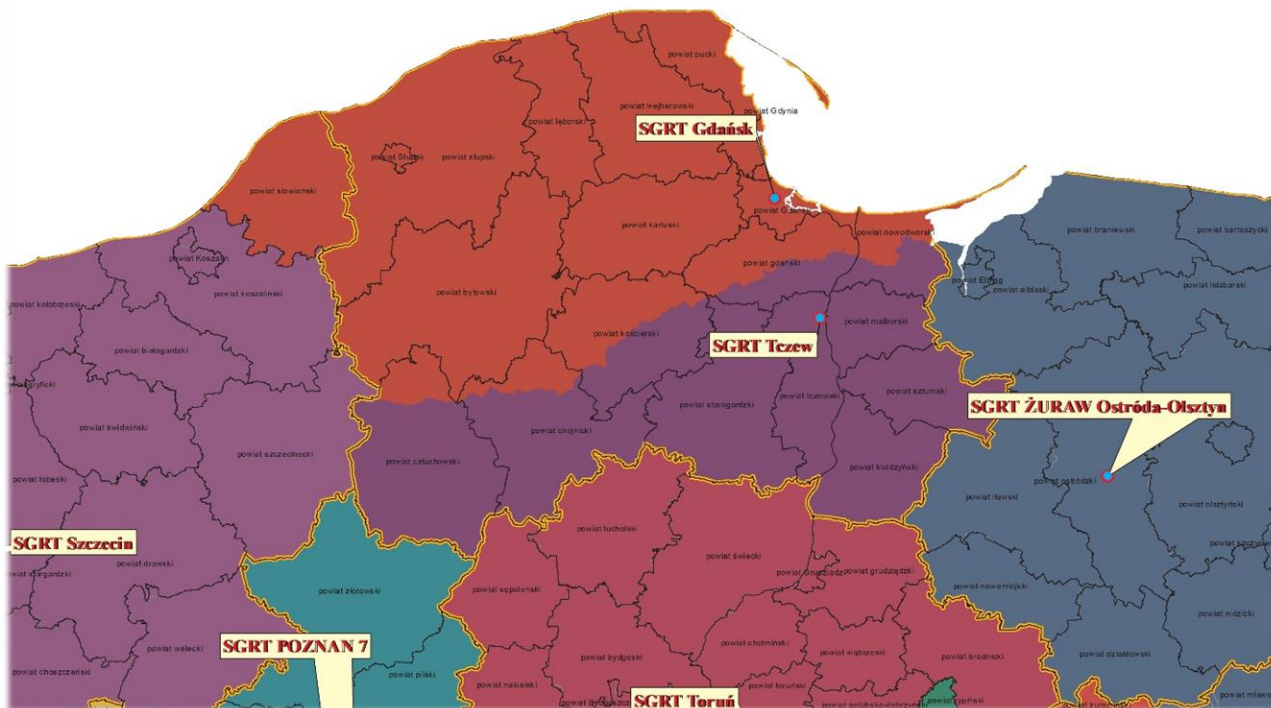 powiat pucki
powiat wejherowski
powiat Gdynia
powiat lęborski
SGRT Gdańsk
powiat Słupsk
powiat słupski
powiat sławieński
powiat Gdańsk
powiat kartuski
powiat nowodworski
powiat braniewski
powiat bartoszycki
powiat Koszalin
powiat gdański
powiat Elbląg
powiat elbląski
powiat lidzbarski
powiat koszaliński
powiat bytowski
powiat kołobrzeski
powiat kościerski
powiat malborski
SGRT Tczew
powiat białogardzki
powiat sztumski
powiat tczewski
powiat starogardzki
SGRT ŻURAW Ostróda-Olsztyn
powiat świdwiński
powiat chojnicki
powiat szczecinecki
powiat człuchowski
powiat kwidzyński
powiat łobeski
powiat ostródzki
powiat iławski
powiat olsztyński
powiat tucholski
SGRT Szczecin
powiat świecki
powiat drawski
powiat grudziądzki
powiat nowomiejski
powiat złotowski
powiat sępoleński
powiat nidzicki
SGRT POZNAN 7
powiat wałecki
powiat chełmiński
powiat wąbrzeski
powiat bydgoski
powiat działdowski
powiat brodnicki
powiat choszczeński
powiat pilski
powiat nakielski
powiat toruński
SGRT Toruń